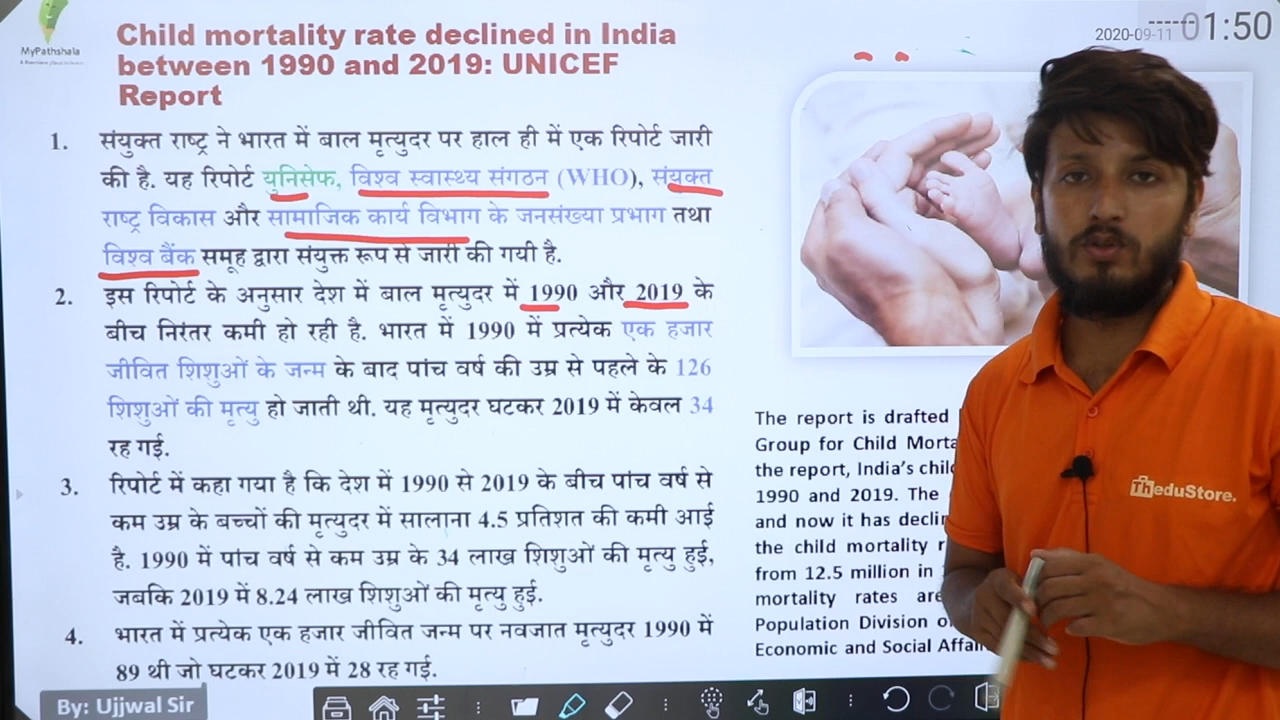 MyPathshala
2020-09-11
01:50
Child mortality rate declined in India
between 1990 and 2019: UNICEF
Report
1. संयुक्त राष्ट्र ने भारत में बाल मृत्युदर पर हाल ही में एक रिपोर्ट जारी
की है. यह रिपोर्ट युनिसेफ, विश्व स्वास्थ्य संगठन (WHO), संयक्त
राष्ट्र विकास और सामाजिक कार्य विभाग के जनसंख्या प्रभाग तथा
विश्व बैंक समूह द्वारा संयुक्त रूप से जारी की गयी है.
2. इस रिपोर्ट के अनुसार देश में बाल मृत्युदर में 1990 और 2019 के
बीच निरंतर कमी हो रही है. भारत में 1990 में प्रत्येक एक हजार
जीवित शिशुओं के जन्म के बाद पांच वर्ष की उम्र से पहले के 126
शिशुओं की मृत्यु हो जाती थी. यह मृत्युदर घटकर 2019 में केवल 34
रह गई.
3. रिपोर्ट में कहा गया है कि देश में 1990 से 2019 के बीच पांच वर्ष से
कम उम्र के बच्चों की मृत्युदर में सालाना 4.5 प्रतिशत की कमी आई
है. 1990 में पांच वर्ष से कम उम्र के 34 लाख शिशुओं की मृत्यु हुई,
जबकि 2019 में 8.24 लाख शिशुओं की मृत्यु हुई.
4. भारत में प्रत्येक एक हजार जीवित जन्म पर नवजात मृत्युदर 1990 में
89 थी जो घटकर 2019 में 28 रह गई.
The report is drafted
Group for Child Morta
the report, India's chil
1990 and 2019. The
and now it has declin
the child mortality r
from 12.5 million in
mortality rates are
Population Division o
Economic and Social Affai
TheduStore.
By: Ujjwal Sir